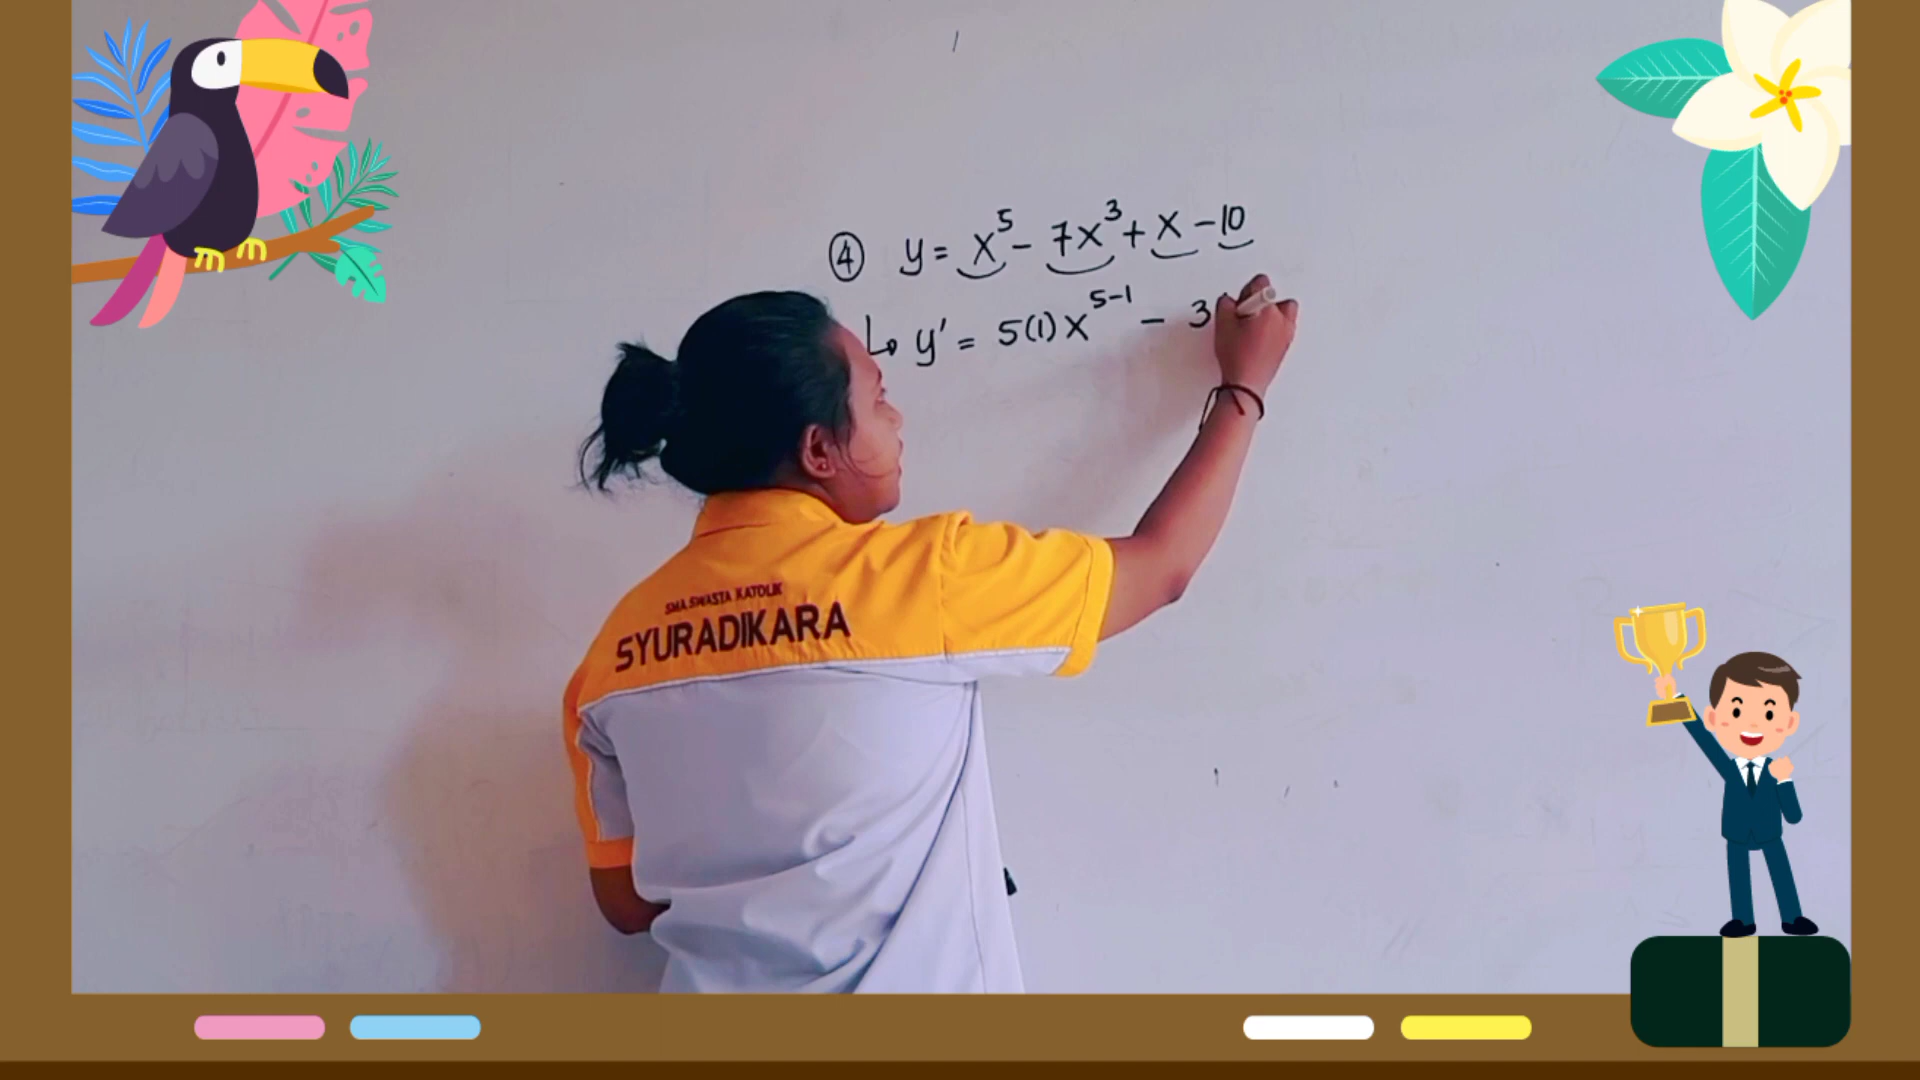 ④ y = x⁵ - 7x³ + x - 10
↳ y' = 5(1)x⁵⁻¹ - 3(
SMA SWASTA KATOLIK
SYURADIKARA